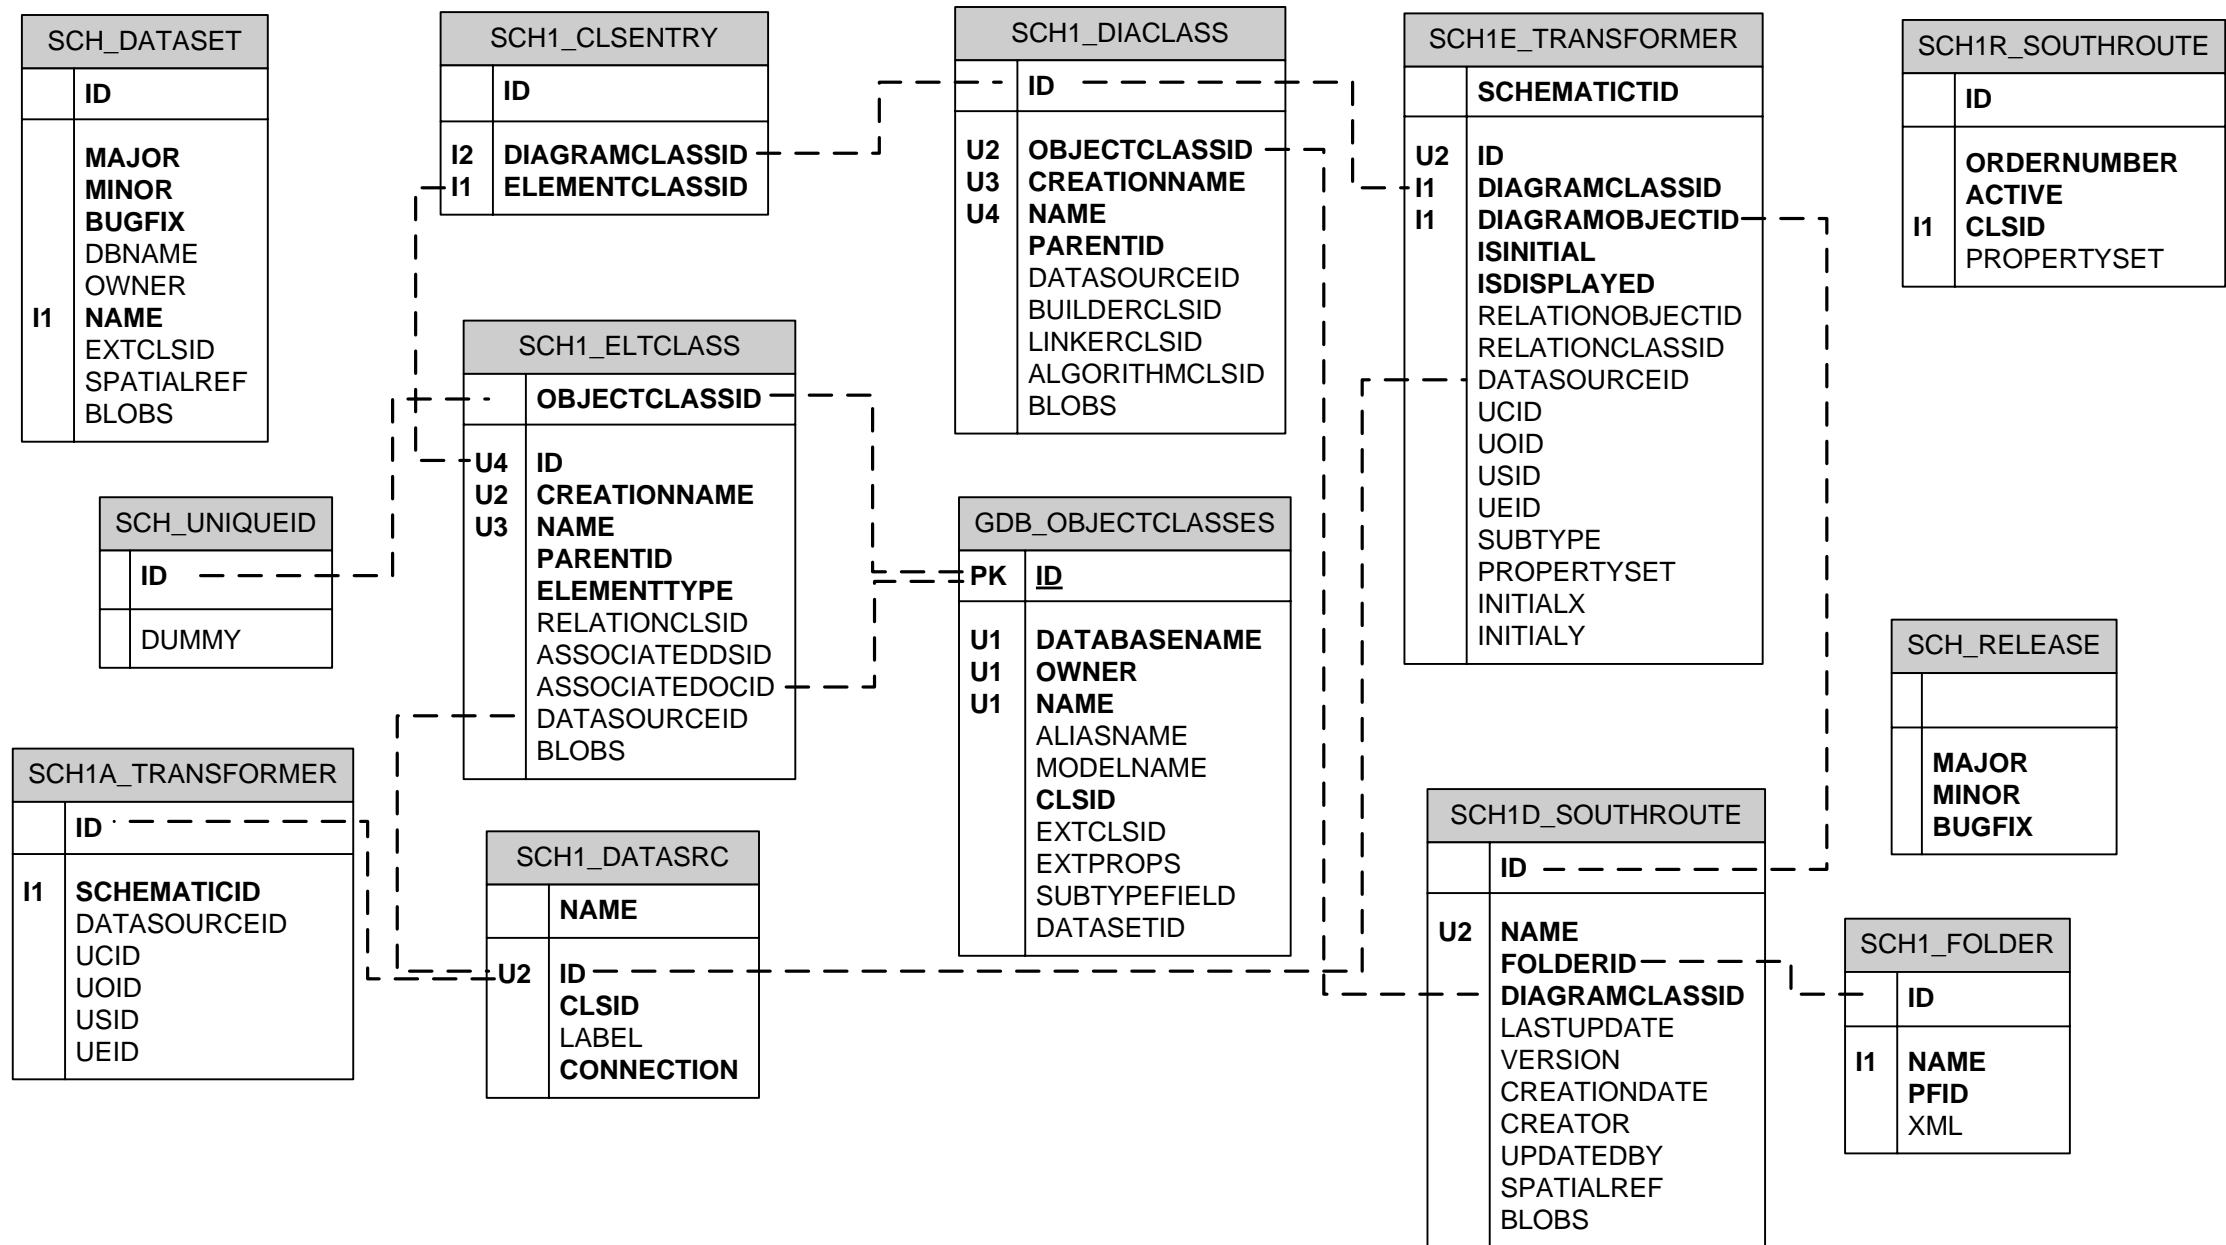 SCH_DATASET
ID
MAJOR
MINOR
BUGFIX
DBNAME
OWNER
I1 NAME
EXTCLSID
SPATIALREF
BLOBS
SCH1_CLSENTRY
ID
I2 DIAGRAMCLASSID
I1 ELEMENTCLASSID
SCH1_DIACLASS
ID
U2 OBJECTCLASSID
U3 CREATIONNAME
U4 NAME
PARENTID
DATASOURCEID
BUILDERCLSID
LINKERCLSID
ALGORITHMCLSID
BLOBS
SCH1E_TRANSFORMER
SCHEMATICTID
U2 ID
I1 DIAGRAMCLASSID
I1 DIAGRAMOBJECTID
ISINITIAL
ISDISPLAYED
RELATIONOBJECTID
RELATIONCLASSID
DATASOURCEID
UCID
UOID
USID
UEID
SUBTYPE
PROPERTYSET
INITIALX
INITIALY
SCH1R_SOUTHROUTE
ID
ORDERNUMBER
ACTIVE
I1 CLSID
PROPERTYSET
SCH_UNIQUEID
ID
DUMMY
SCH1_ELTCLASS
OBJECTCLASSID
U4 ID
U2 CREATIONNAME
U3 NAME
PARENTID
ELEMENTTYPE
RELATIONCLSID
ASSOCIATEDDSID
ASSOCIATEDOCID
DATASOURCEID
BLOBS
GDB_OBJECTCLASSES
PK ID
U1 DATABASENAME
U1 OWNER
U1 NAME
ALIASNAME
MODELNAME
CLSID
EXTCLSID
EXTPROPS
SUBTYPEFIELD
DATASETID
SCH_RELEASE
MAJOR
MINOR
BUGFIX
SCH1A_TRANSFORMER
ID
I1 SCHEMATICID
DATASOURCEID
UCID
UOID
USID
UEID
SCH1_DATASRC
NAME
U2 ID
CLSID
LABEL
CONNECTION
SCH1D_SOUTHROUTE
ID
U2 NAME
FOLDERID
DIAGRAMCLASSID
LASTUPDATE
VERSION
CREATIONDATE
CREATOR
UPDATEDBY
SPATIALREF
BLOBS
SCH1_FOLDER
ID
I1 NAME
PFID
XML